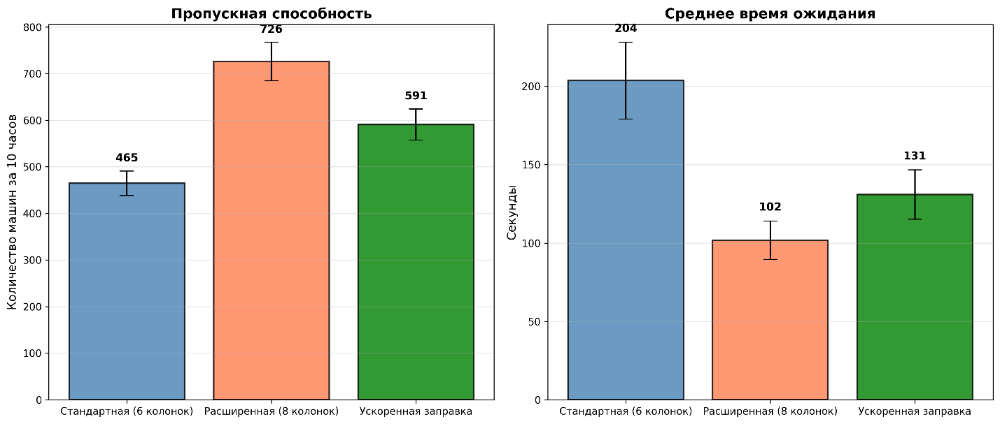 Пропускная способность
Количество машин за 10 часов
800
700
600
500
400
300
200
100
0
465
726
591
Стандартная (6 колонок)
Расширенная (8 колонок)
Ускоренная заправка
Среднее время ожидания
Секунды
200
150
100
50
0
204
102
131
Стандартная (6 колонок)
Расширенная (8 колонок)
Ускоренная заправка